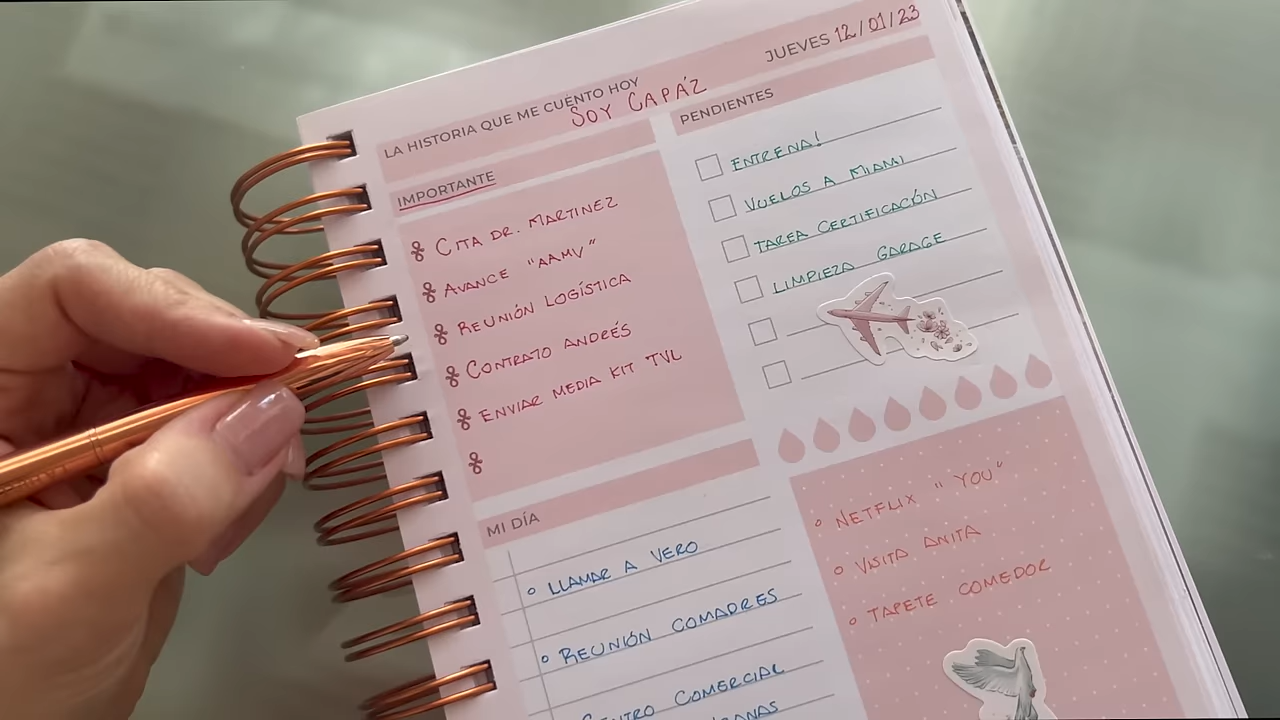 JUEVES 12/01/23
LA HISTORIA QUE ME CUENTO HOY
SOY CAPÁZ
IMPORTANTE
CITA DR. MARTINEZ
AVANCE "AAMV"
REUNIÓN LOGÍSTICA
CONTRATO ANDRÉS
ENVIAR MEDIA KIT TVL
PENDIENTES
ENTRENA!
VUELOS A MIAMI
TAREA CERTIFICACIÓN
LIMPIEZA GARAGE
MI DÍA
LLAMAR A VERO
REUNIÓN COMADRES
COMERCIAL
NETFLIX "YOU"
VISITA ANITA
TAPETE COMEDOR